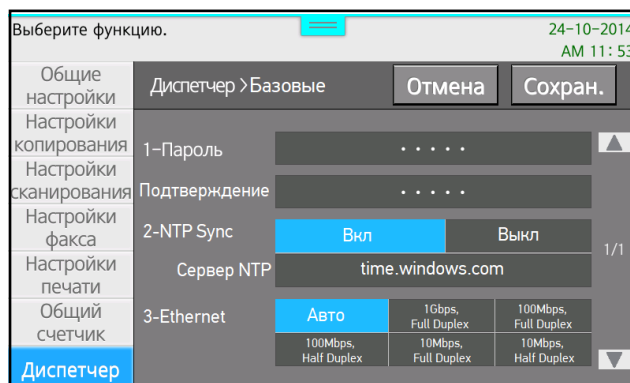 Выберите функцию.
24-10-2014
AM 11:53
Общие
настройки
Диспетчер >Базовые
Отмена
Сохран.
Настройки
копирования
1-Пароль
Настройки
сканирования
Подтверждение
Настройки
факса
2-NTP Sync
Вкл
Выкл
1/1
Настройки
печати
Сервер NTP
time.windows.com
Общий
счетчик
3-Ethernet
Авто
1Gbps,
Full Duplex
100Mbps,
Full Duplex
100Mbps,
Half Duplex
10Mbps,
Full Duplex
10Mbps,
Half Duplex
Диспетчер